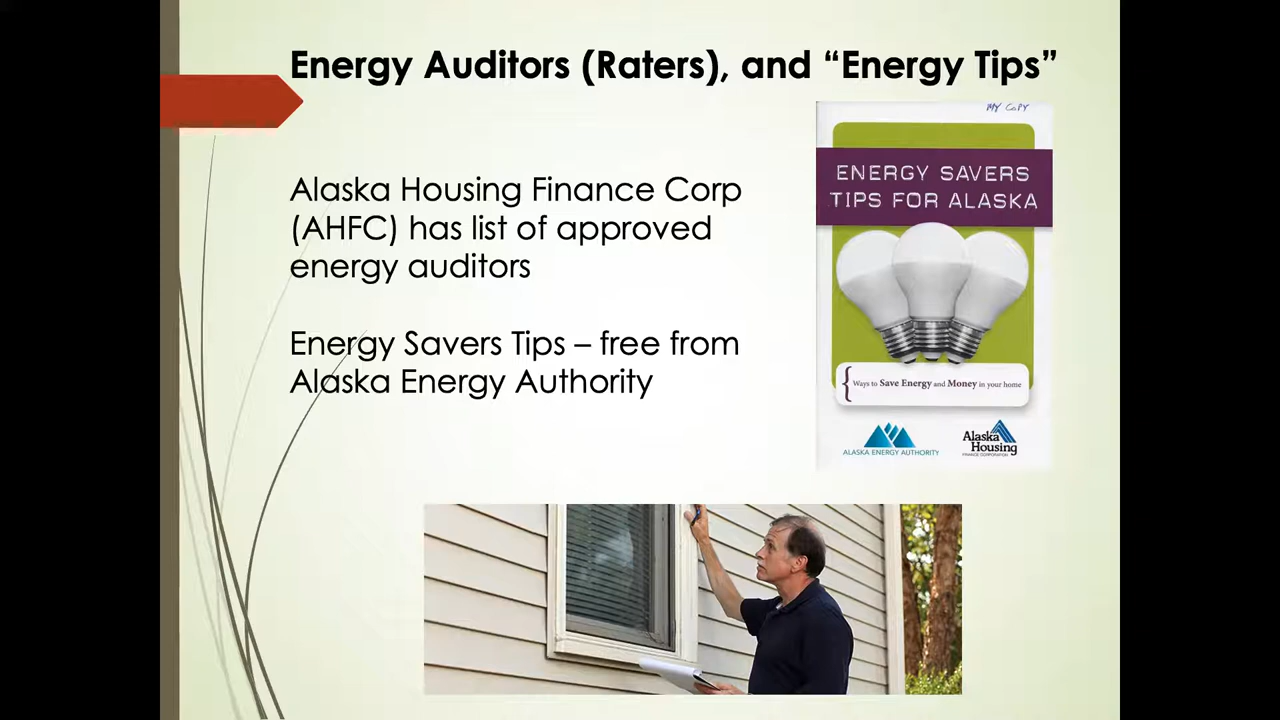 Energy Auditors (Raters), and “Energy Tips”
Alaska Housing Finance Corp
(AHFC) has list of approved
energy auditors
Energy Savers Tips – free from
Alaska Energy Authority
MY COPY
ENERGY SAVERS
TIPS FOR ALASKA
Ways to Save Energy and Money in your home
ALASKA ENERGY AUTHORITY
Alaska
Housing
FINANCE CORPORATION